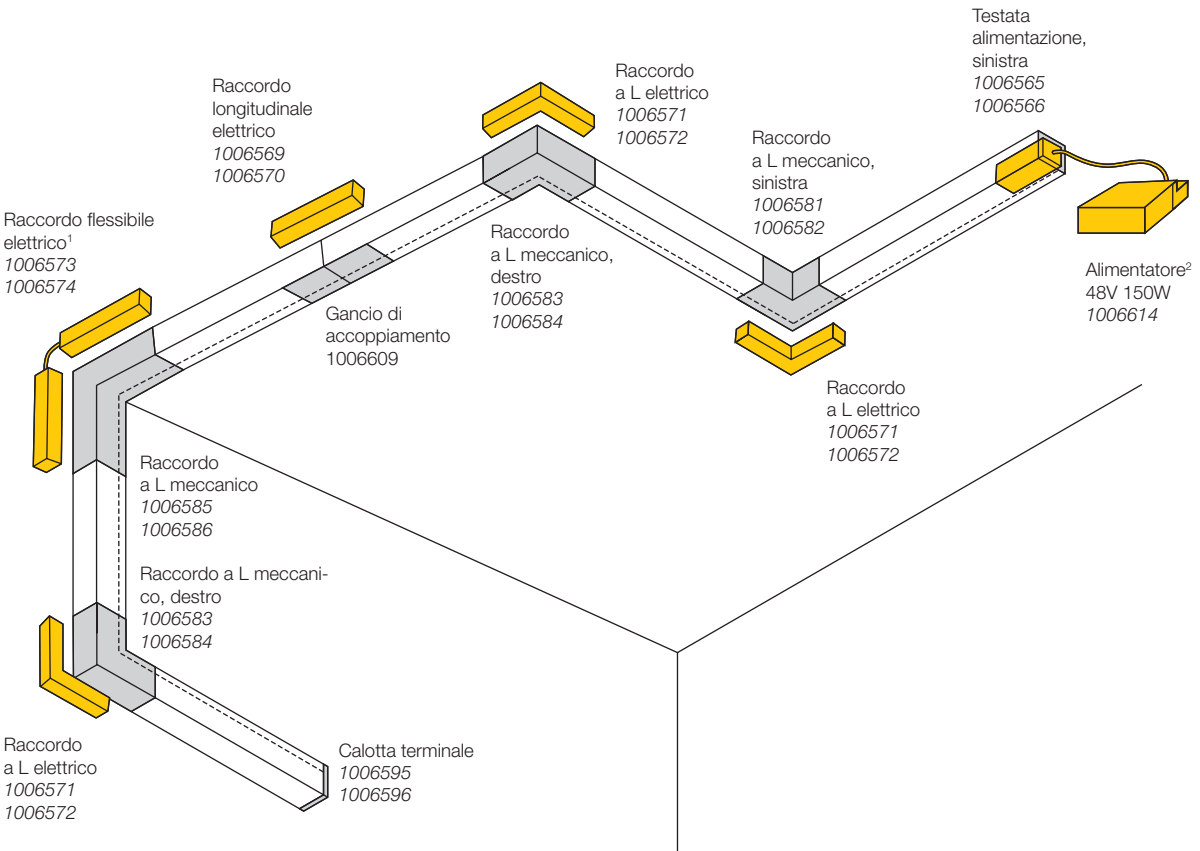 Testata
alimentazione,
sinistra
1006565
1006566
Raccordo
a L elettrico
1006571
1006572
Raccordo
longitudinale
elettrico
1006569
1006570
Raccordo
a L meccanico,
sinistra
1006581
1006582
Raccordo flessibile
elettrico¹
1006573
1006574
Raccordo
a L meccanico,
destro
1006583
1006584
Alimentatore²
48V 150W
1006614
Gancio di
accoppiamento
1006609
Raccordo
a L elettrico
1006571
1006572
Raccordo
a L meccanico
1006585
1006586
Raccordo a L meccani-
co, destro
1006583
1006584
Raccordo
a L elettrico
1006571
1006572
Calotta terminale
1006595
1006596